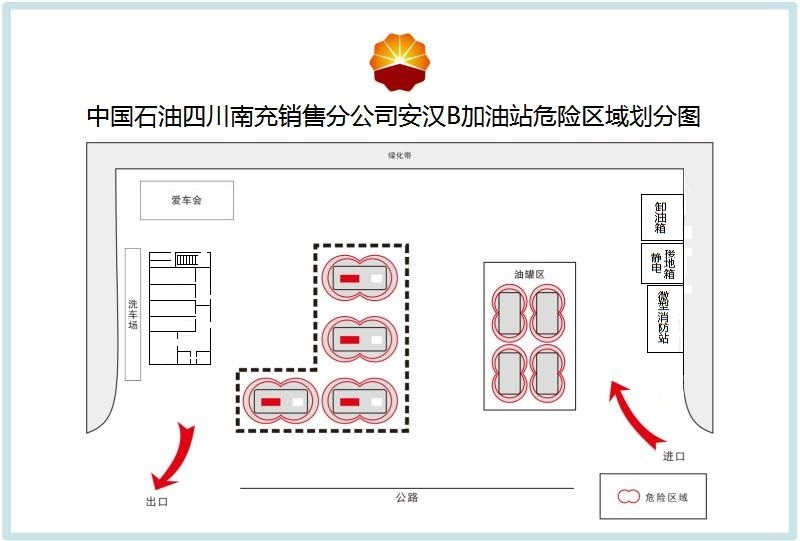 中国石油四川南充销售分公司安汉B加油站危险区域划分图
绿化带
爱车会
卸油箱
静电接地箱
微型消防站
洗车场
油罐区
进口
出口
公路
危险区域